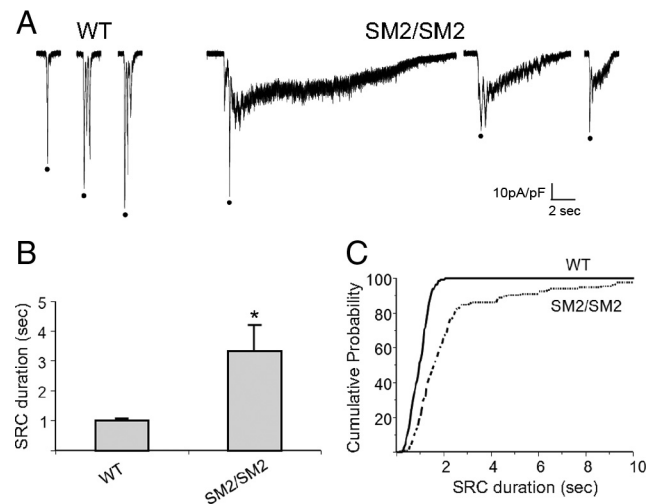 A
WT
SM2/SM2
10pA/pF
2 sec
B
SRC duration (sec)
5
4
3
2
1
*
WT
SM2/SM2
C
Cumulative Probability
100
80
60
40
20
WT
SM2/SM2
2
4
6
8
10
SRC duration (sec)